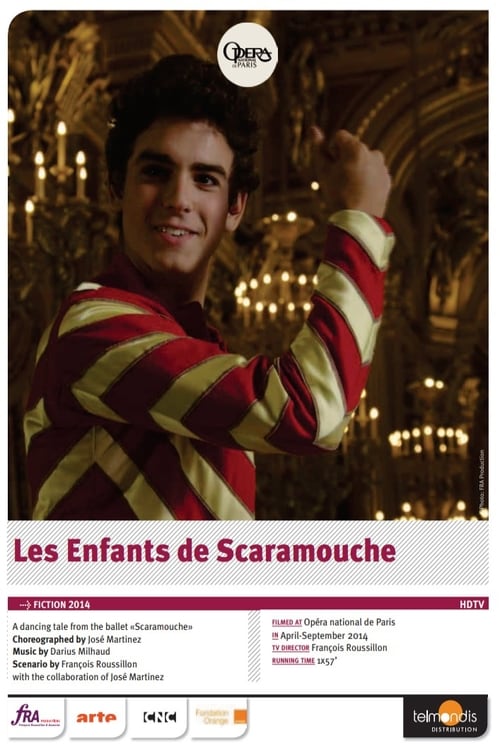 OPERA
NATIONAL
DE PARIS
Photo: FRA Production
Les Enfants de Scaramouche
FICTION 2014
HDTV
A dancing tale from the ballet «Scaramouche»
Choreographed by José Martinez
Music by Darius Milhaud
Scenario by François Roussillon
with the collaboration of José Martinez
FILMED AT Opéra national de Paris
IN April-September 2014
TV DIRECTOR François Roussillon
RUNNING TIME 1X57'
FRA
arte
CNC
Fondation
Orange
telmondis
DISTRIBUTION